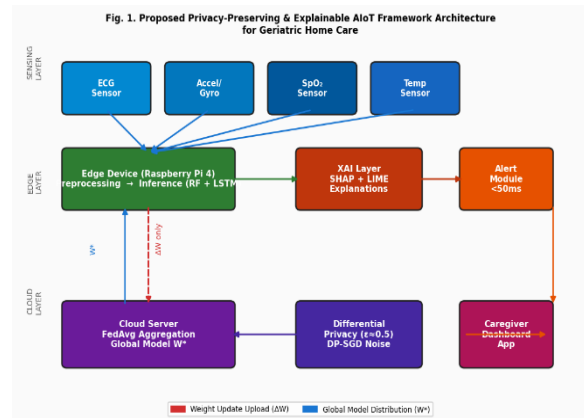 Fig. 1. Proposed Privacy-Preserving & Explainable AIoT Framework Architecture
for Geriatric Home Care
SENSING
LAYER
ECG
Sensor
Accel/
Gyro
SpO₂
Sensor
Temp
Sensor
EDGE
LAYER
Edge Device (Raspberry Pi 4)
reprocessing → Inference (RF + LSTM
XAI Layer
SHAP + LIME
Explanations
Alert
Module
<50ms
W*
ΔW only
CLOUD
LAYER
Cloud Server
FedAvg Aggregation
Global Model W*
Differential
Privacy (ε≈0.5)
DP-SGD Noise
Caregiver
Dashboard
App
Weight Update Upload (ΔW)
Global Model Distribution (W*)